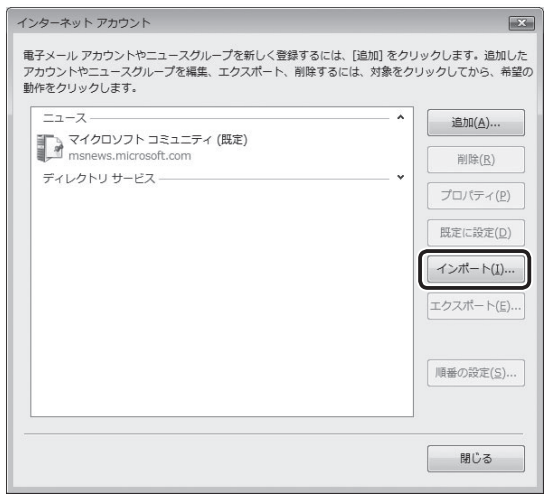 インターネット アカウント
電子メール アカウントやニュースグループを新しく登録するには、[追加] をクリックします。追加した
アカウントやニュースグループを編集、エクスポート、削除するには、対象をクリックしてから、希望の
動作をクリックします。
ニュース
マイクロソフト コミュニティ (既定)
msnews.microsoft.com
ディレクトリ サービス
追加(A)...
削除(R)
プロパティ(P)
既定に設定(D)
インポート(I)...
エクスポート(E)...
順番の設定(S)...
閉じる